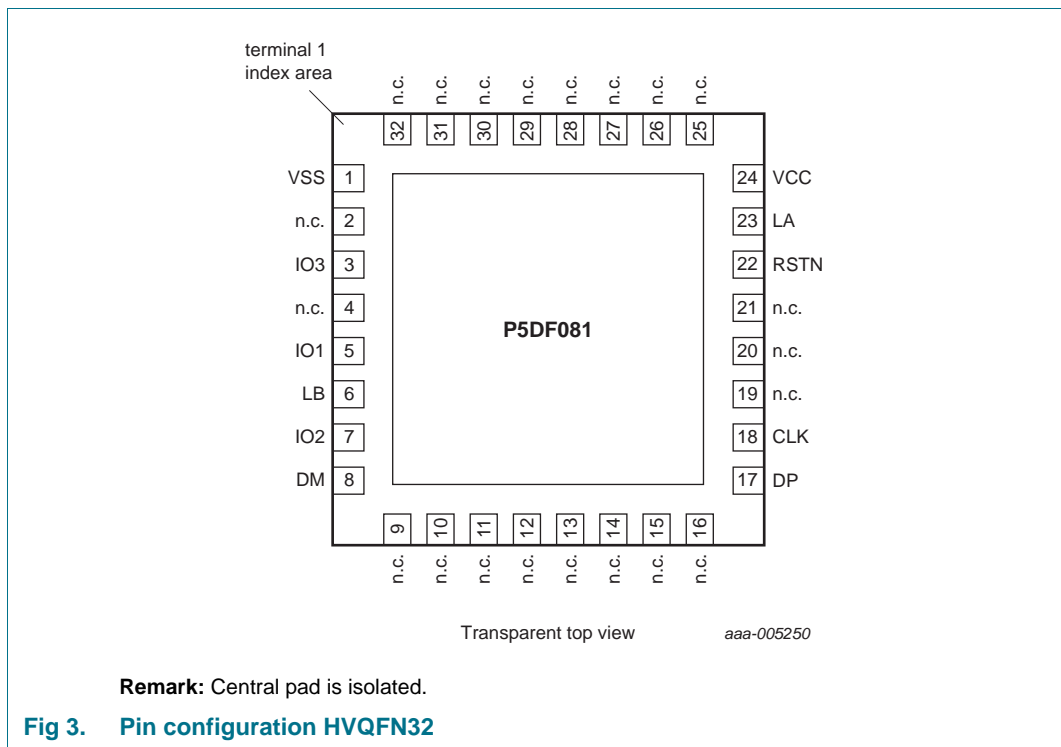 terminal 1
index area
n.c. n.c. n.c. n.c. n.c. n.c. n.c. n.c.
32 31 30 29 28 27 26 25
VSS 1 24 VCC
n.c. 2 23 LA
IO3 3 22 RSTN
n.c. 4 21 n.c.
P5DF081
IO1 5 20 n.c.
LB 6 19 n.c.
IO2 7 18 CLK
DM 8 17 DP
9 10 11 12 13 14 15 16
n.c. n.c. n.c. n.c. n.c. n.c. n.c. n.c.
Transparent top view aaa-005250
Remark: Central pad is isolated.
Fig 3. Pin configuration HVQFN32